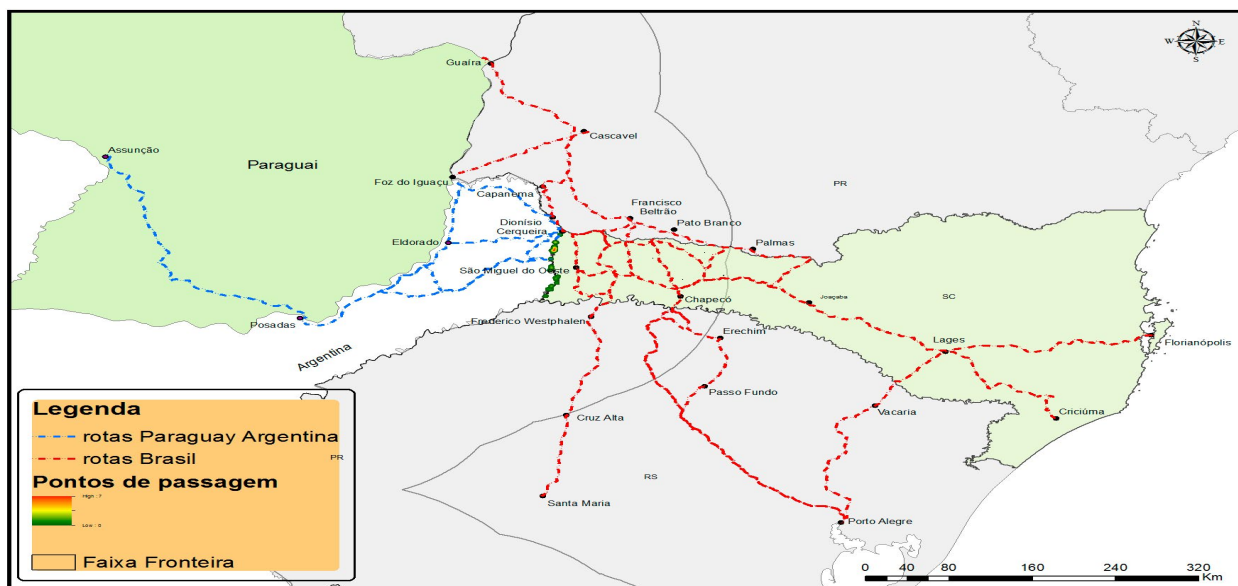 N
W E
S
Guaíra
Cascavel
Assunção
Paraguai
Foz do Iguaçu
PR
Capanema
Francisco
Beltrão
Dionísio
Cerqueira
Pato Branco
Eldorado
Palmas
São Miguel do Oeste
Chapecó
Joaçaba
SC
Posadas
Frederico Westphalen
Erechim
Florianópolis
Lages
Argentina
Passo Fundo
Vacaria
Cruz Alta
Criciúma
RS
Santa Maria
Porto Alegre
Legenda
rotas Paraguay Argentina
rotas Brasil
PR
Pontos de passagem
High : 7
Faixa Fronteira
0 40 80 160 240 320
Km